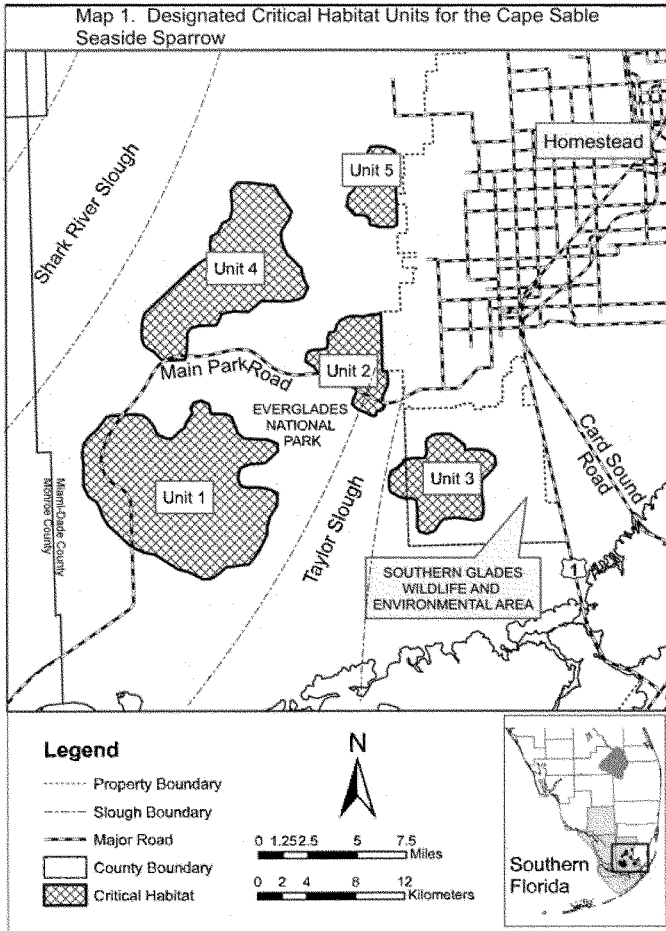 Map 1. Designated Critical Habitat Units for the Cape Sable
Seaside Sparrow
Homestead
Unit 5
Shark River Slough
Unit 4
Main Park Road
Unit 2
EVERGLADES
NATIONAL
PARK
Card Sound
Road
Unit 3
Unit 1
Miami-Dade County
Monroe County
Taylor Slough
SOUTHERN GLADES
WILDLIFE AND
ENVIRONMENTAL AREA
1
Legend
Property Boundary
Slough Boundary
Major Road
County Boundary
Critical Habitat
N
0 1.25 2.5 5 7.5
Miles
0 2 4 8 12
Kilometers
Southern
Florida